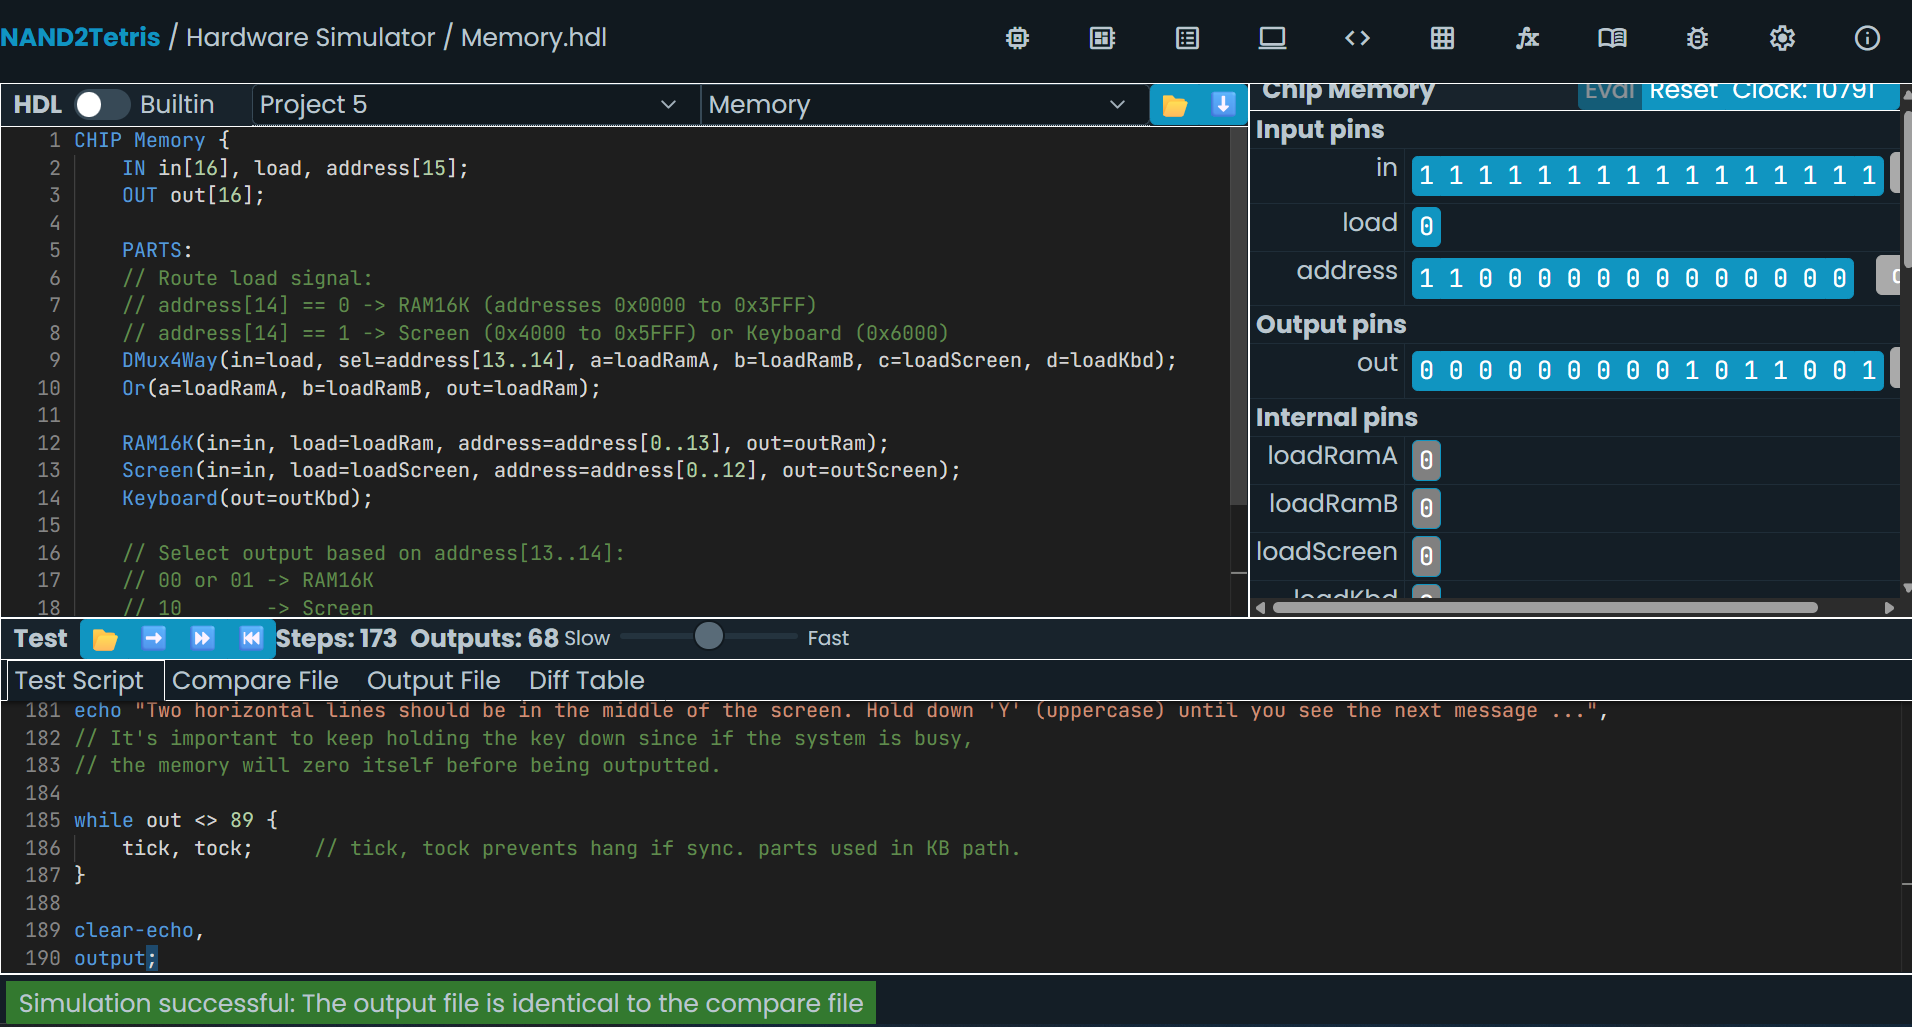 NAND2Tetris / Hardware Simulator / Memory.hdl
HDL Builtin Project 5 Memory
1 CHIP Memory {
2 IN in[16], load, address[15];
3 OUT out[16];
4
5 PARTS:
6 // Route load signal:
7 // address[14] == 0 -> RAM16K (addresses 0x0000 to 0x3FFF)
8 // address[14] == 1 -> Screen (0x4000 to 0x5FFF) or Keyboard (0x6000)
9 DMux4Way(in=load, sel=address[13..14], a=loadRamA, b=loadRamB, c=loadScreen, d=loadKbd);
10 Or(a=loadRamA, b=loadRamB, out=loadRam);
11
12 RAM16K(in=in, load=loadRam, address=address[0..13], out=outRam);
13 Screen(in=in, load=loadScreen, address=address[0..12], out=outScreen);
14 Keyboard(out=outKbd);
15
16 // Select output based on address[13..14]:
17 // 00 or 01 -> RAM16K
18 // 10 -> Screen
Chip Memory Eval Reset Clock: 10791
Input pins
in 1 1 1 1 1 1 1 1 1 1 1 1 1 1 1 1
load 0
address 1 1 0 0 0 0 0 0 0 0 0 0 0 0 0
Output pins
out 0 0 0 0 0 0 0 0 0 1 0 1 1 0 0 1
Internal pins
loadRamA 0
loadRamB 0
loadScreen 0
loadKbd 0
Test Steps: 173 Outputs: 68 Slow Fast
Test Script Compare File Output File Diff Table
181 echo "Two horizontal lines should be in the middle of the screen. Hold down 'Y' (uppercase) until you see the next message ...",
182 // It's important to keep holding the key down since if the system is busy,
183 // the memory will zero itself before being outputted.
184
185 while out <> 89 {
186 tick, tock; // tick, tock prevents hang if sync. parts used in KB path.
187 }
188
189 clear-echo,
190 output;
Simulation successful: The output file is identical to the compare file